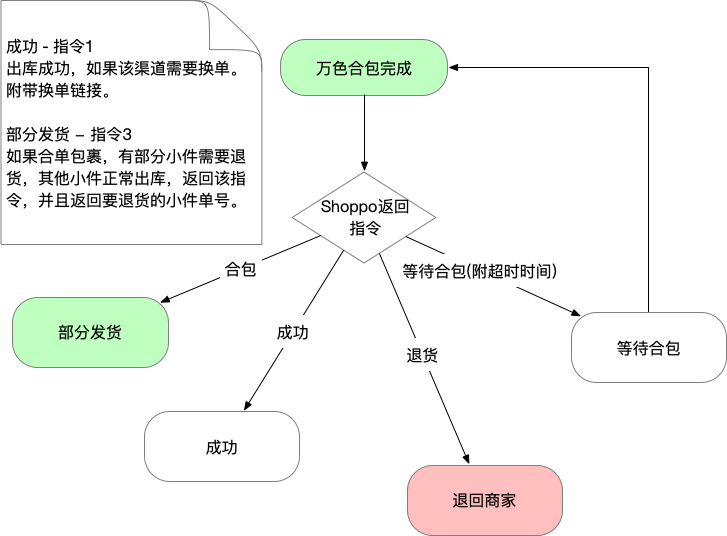 成功 - 指令1
出库成功，如果该渠道需要换单。
附带换单链接。
部分发货 – 指令3
如果合单包裹，有部分小件需要退
货，其他小件正常出库，返回该指
令，并且返回要退货的小件单号。
万色合包完成
Shoppo返回
指令
合包
等待合包(附超时时间)
部分发货
成功
退货
等待合包
成功
退回商家